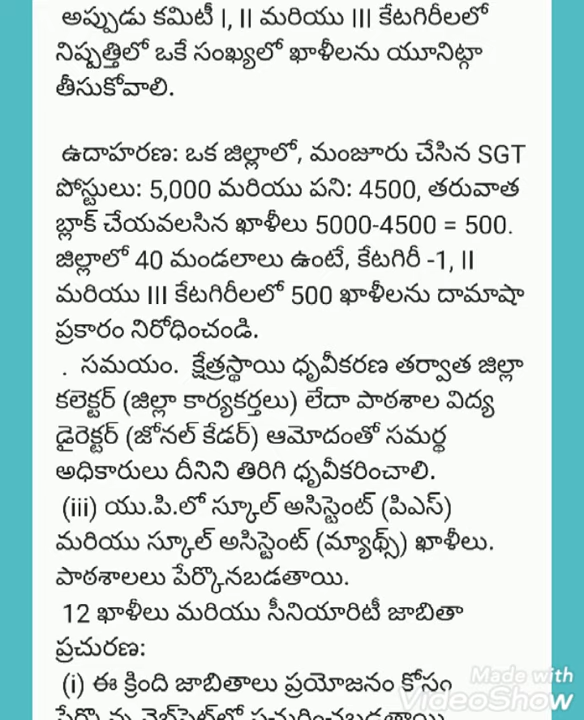 అప్పుడు కమిటీ I, II మరియు III కేటగిరీలలో
నిష్పత్తిలో ఒకే సంఖ్యలో ఖాళీలను యూనిట్గా
తీసుకోవాలి.
ఉదాహరణ: ఒక జిల్లాలో, మంజూరు చేసిన SGT
పోస్టులు: 5,000 మరియు పని: 4500, తరువాత
బ్లాక్ చేయవలసిన ఖాళీలు 5000-4500 = 500.
జిల్లాలో 40 మండలాలు ఉంటే, కేటగిరీ -1, II
మరియు III కేటగిరీలలో 500 ఖాళీలను దామాషా
ప్రకారం నిరోధించండి.
. సమయం. క్షేత్రస్థాయి ధృవీకరణ తర్వాత జిల్లా
కలెక్టర్ (జిల్లా కార్యకర్తలు) లేదా పాఠశాల విద్య
డైరెక్టర్ (జోనల్ కేడర్) ఆమోదంతో సమర్థ
అధికారులు దీనిని తిరిగి ధృవీకరించాలి.
(iii) యు.పి.లో స్కూల్ అసిస్టెంట్ (పిఎస్)
మరియు స్కూల్ అసిస్టెంట్ (మ్యాథ్స్) ఖాళీలు.
పాఠశాలలు పేర్కొనబడతాయి.
12 ఖాళీలు మరియు సీనియారిటీ జాబితా
ప్రచురణ:
(i) ఈ క్రింది జాబితాలు ప్రయోజనం కోసం
Made with
VideoShow